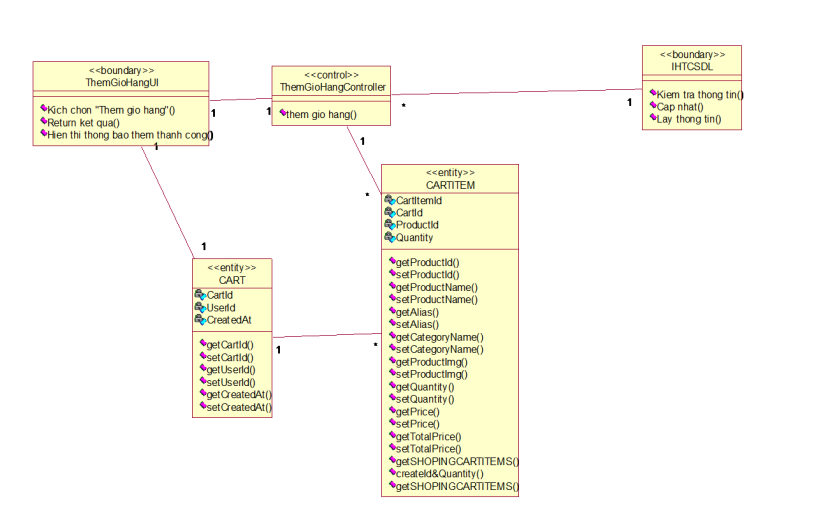 <<boundary>>
ThemGioHangUI
Kich chon "Them gio hang"()
Return ket qua()
Hien thi thong bao them thanh cong()
1
1
<<control>>
ThemGioHangController
them gio hang()
1
*
1
<<boundary>>
IHTCSDL
Kiem tra thong tin()
Cap nhat()
Lay thong tin()
1
*
<<entity>>
CARTITEM
CartItemId
CartId
ProductId
Quantity
getProductId()
setProductId()
getProductName()
setProductName()
getAlias()
setAlias()
getCategoryName()
setCategoryName()
getProductImg()
setProductImg()
getQuantity()
setQuantity()
getPrice()
setPrice()
getTotalPrice()
setTotalPrice()
getSHOPINGCARTITEMS()
createId&Quantity()
getSHOPINGCARTITEMS()
1
<<entity>>
CART
CartId
UserId
CreatedAt
getCartId()
setCartId()
getUserId()
setUserId()
getCreatedAt()
setCreatedAt()
1
*